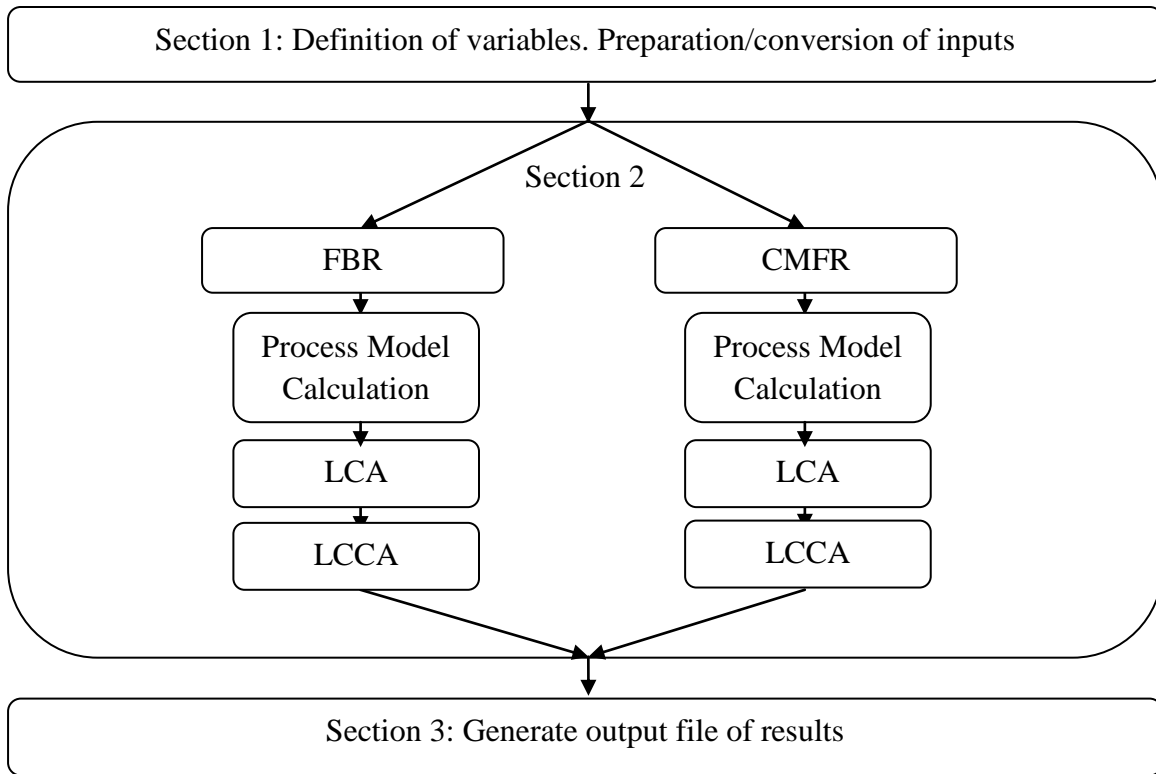 Section 1: Definition of variables. Preparation/conversion of inputs
Section 2
FBR
CMFR
Process Model
Calculation
Process Model
Calculation
LCA
LCA
LCCA
LCCA
Section 3: Generate output file of results